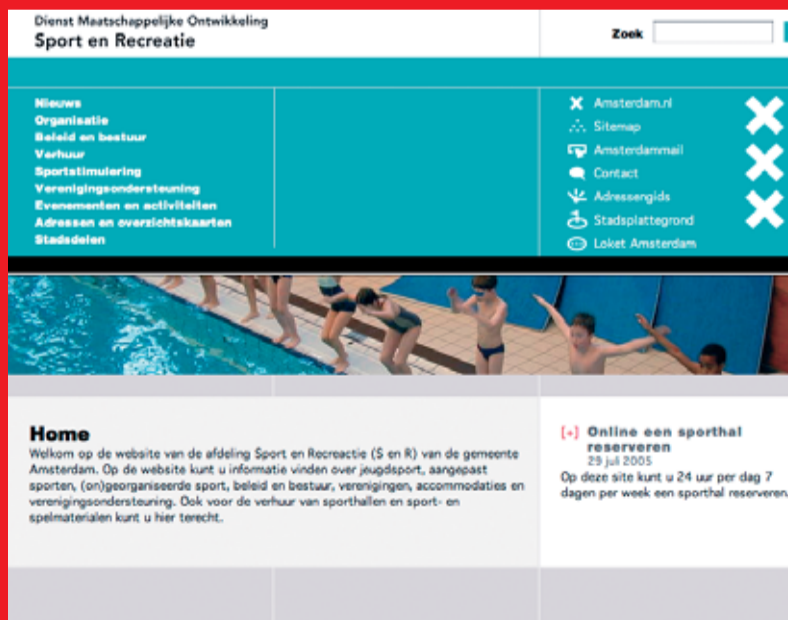 Dienst Maatschappelijke Ontwikkeling
Sport en Recreatie
Zoek
Nieuws
Organisatie
Beleid en bestuur
Verhuur
Sportstimulering
Verenigingsondersteuning
Evenementen en activiteiten
Adressen en overzichtskaarten
Stadsdelen
Amsterdam.nl
Sitemap
Amsterdammail
Contact
Adressengids
Stadsplattegrond
Loket Amsterdam
Home
Welkom op de website van de afdeling Sport en Recreactie (S en R) van de gemeente
Amsterdam. Op de website kunt u informatie vinden over jeugdsport, aangepast
sporten, (on)georganiseerde sport, beleid en bestuur, verenigingen, accommodaties en
verenigingsondersteuning. Ook voor de verhuur van sporthallen en sport- en
spelmaterialen kunt u hier terecht.
[+] Online een sporthal
reserveren
29 juli 2005
Op deze site kunt u 24 uur per dag 7
dagen per week een sporthal reserveren.